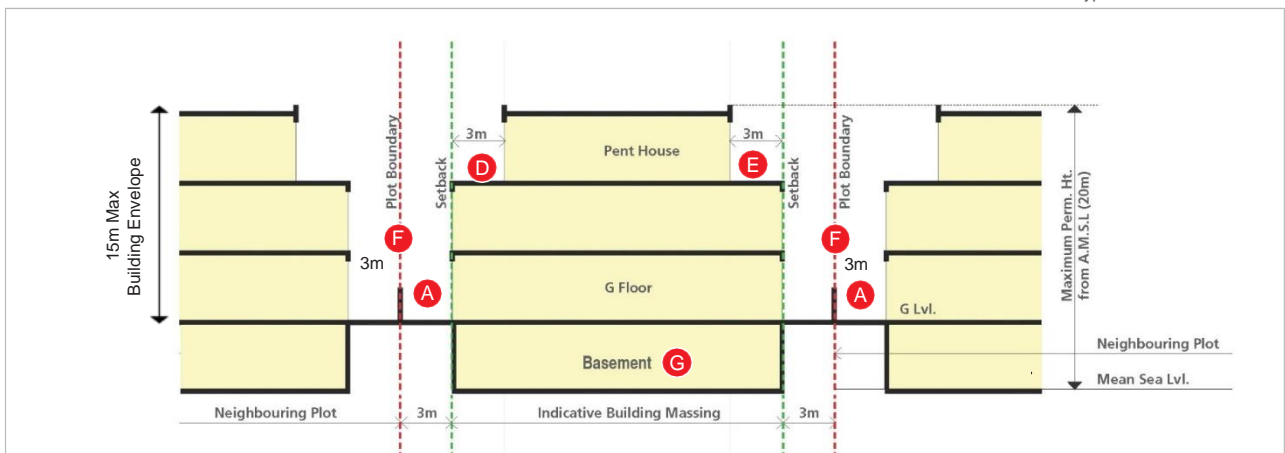 3m
3m
Pent House
D
E
Plot Boundary
Setback
Setback
Plot Boundary
15m Max
Building Envelope
Maximum Perm. Ht.
from A.M.S.L (20m)
F
F
3m
3m
A
G Floor
A
G Lvl.
Neighbouring Plot
Basement
G
Mean Sea Lvl.
Neighbouring Plot
3m
Indicative Building Massing
3m